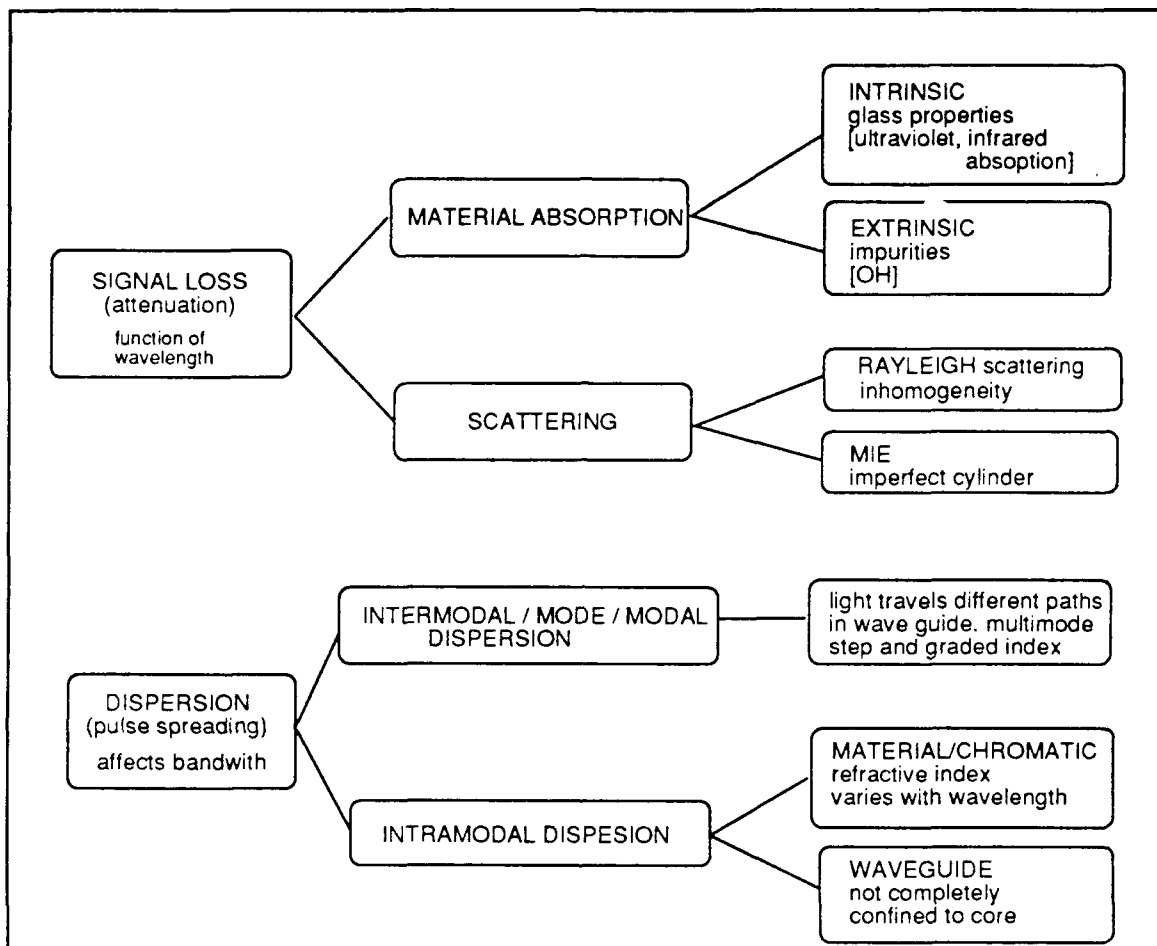 SIGNAL LOSS
(attenuation)
function of
wavelength
MATERIAL ABSORPTION
INTRINSIC
glass properties
[ultraviolet, infrared
absoption]
EXTRINSIC
impurities
[OH]
SCATTERING
RAYLEIGH scattering
inhomogeneity
MIE
imperfect cylinder
DISPERSION
(pulse spreading)
affects bandwith
INTERMODAL / MODE / MODAL
DISPERSION
light travels different paths
in wave guide. multimode
step and graded index
INTRAMODAL DISPESION
MATERIAL/CHROMATIC
refractive index
varies with wavelength
WAVEGUIDE
not completely
confined to core